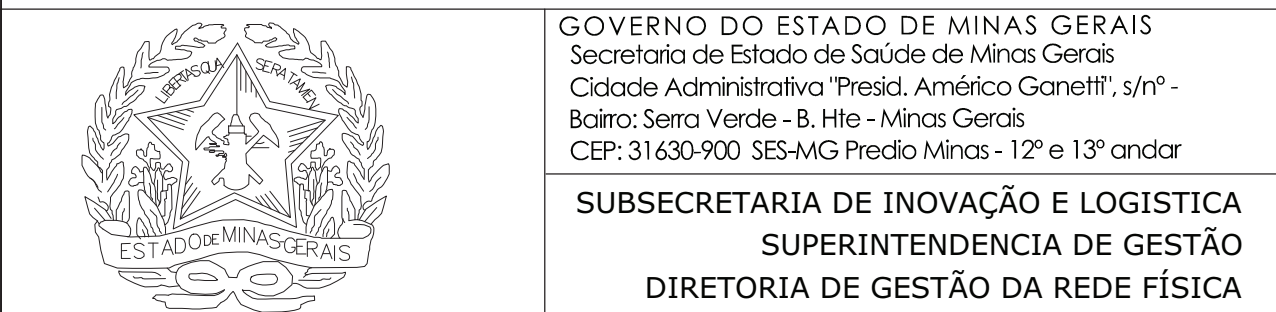 LIBERTAS QUÆ SERA TAMEN
ESTADO DE MINAS GERAIS
GOVERNO DO ESTADO DE MINAS GERAIS
Secretaria de Estado de Saúde de Minas Gerais
Cidade Administrativa "Presid. Américo Ganetti", s/nº -
Bairro: Serra Verde - B. Hte - Minas Gerais
CEP: 31630-900 SES-MG Predio Minas - 12º e 13º andar
SUBSECRETARIA DE INOVAÇÃO E LOGISTICA
SUPERINTENDENCIA DE GESTÃO
DIRETORIA DE GESTÃO DA REDE FÍSICA